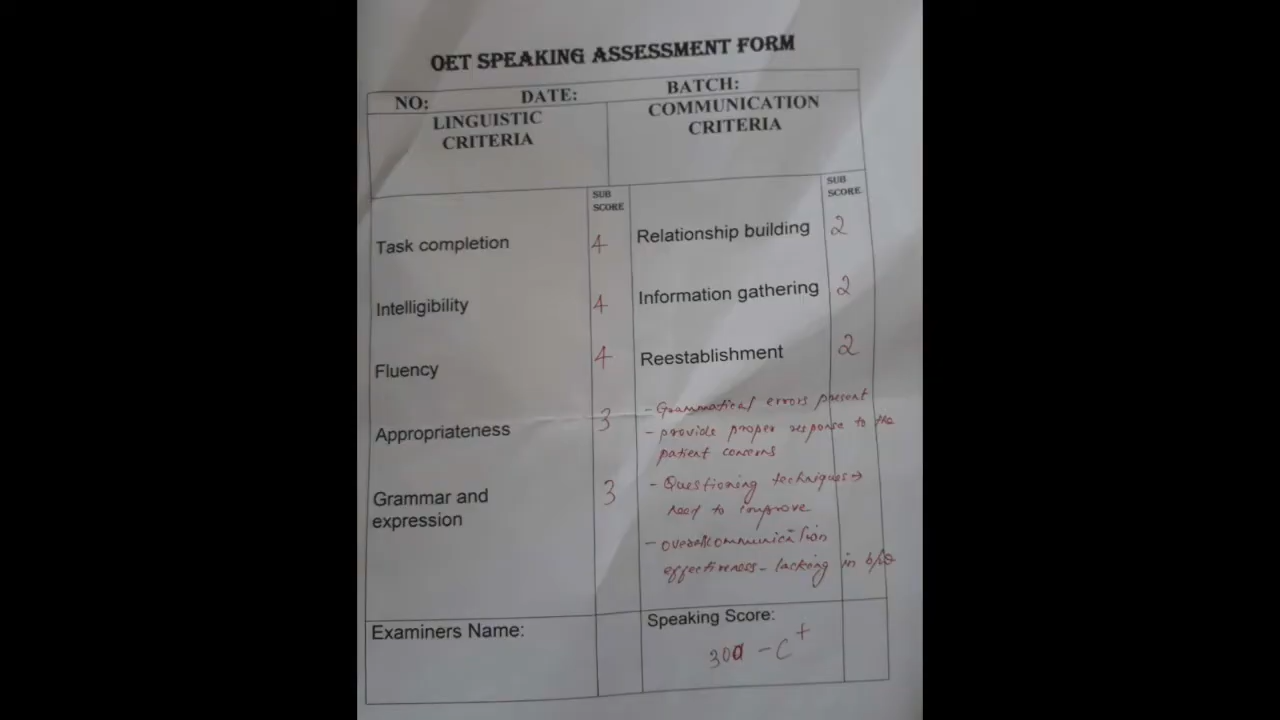 OET SPEAKING ASSESSMENT FORM
NO: DATE: BATCH:
LINGUISTIC CRITERIA
COMMUNICATION CRITERIA
SUB SCORE
SUB SCORE
Task completion 4
Relationship building 2
Intelligibility 4
Information gathering 2
Fluency 4
Reestablishment 2
Appropriateness 3
Grammar and expression 3
- Grammatical errors present
- provide proper response to the
patient concerns
- Questioning techniques →
need to improve
- overall communication
effectiveness - lacking in b/w
Examiners Name:
Speaking Score:
300 - C+